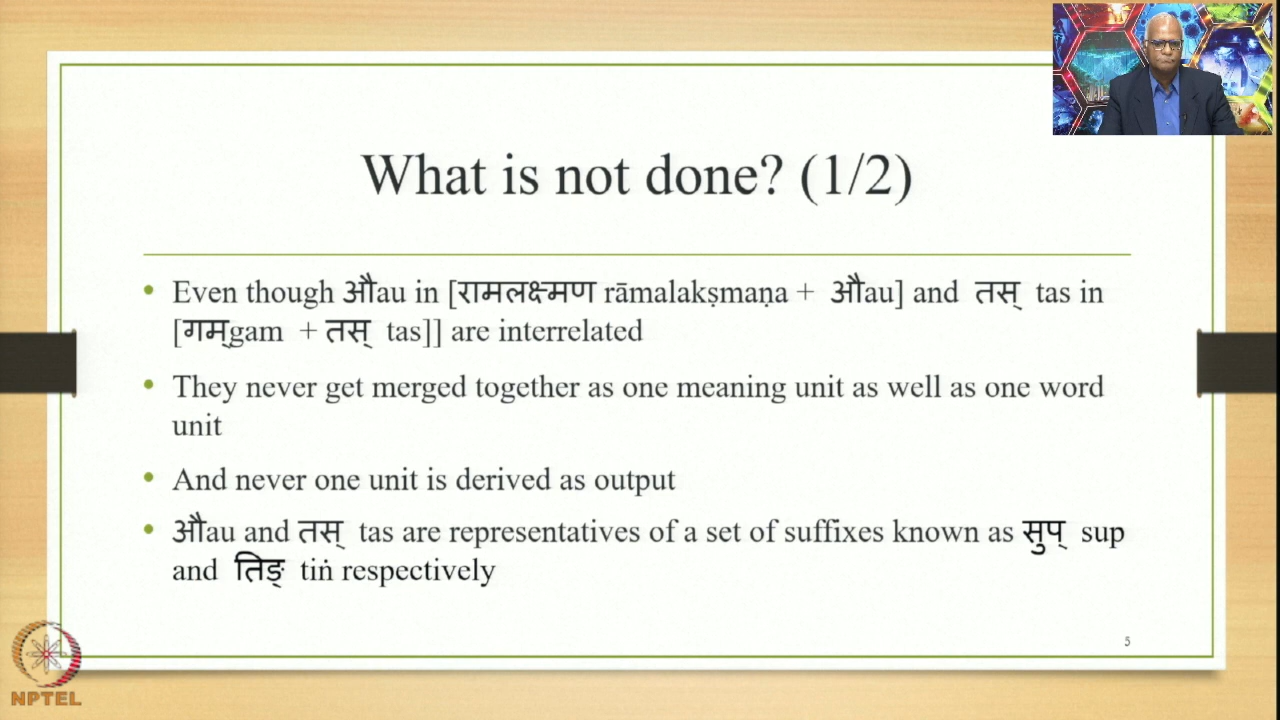 What is not done? (1/2)
• Even though औau in [रामलक्ष्मण rāmalakṣmaṇa + औau] and तस् tas in
[गम्gam + तस् tas]] are interrelated
• They never get merged together as one meaning unit as well as one word
unit
• And never one unit is derived as output
• औau and तस् tas are representatives of a set of suffixes known as सुप् sup
and तिङ् tiṅ respectively
5
NPTEL